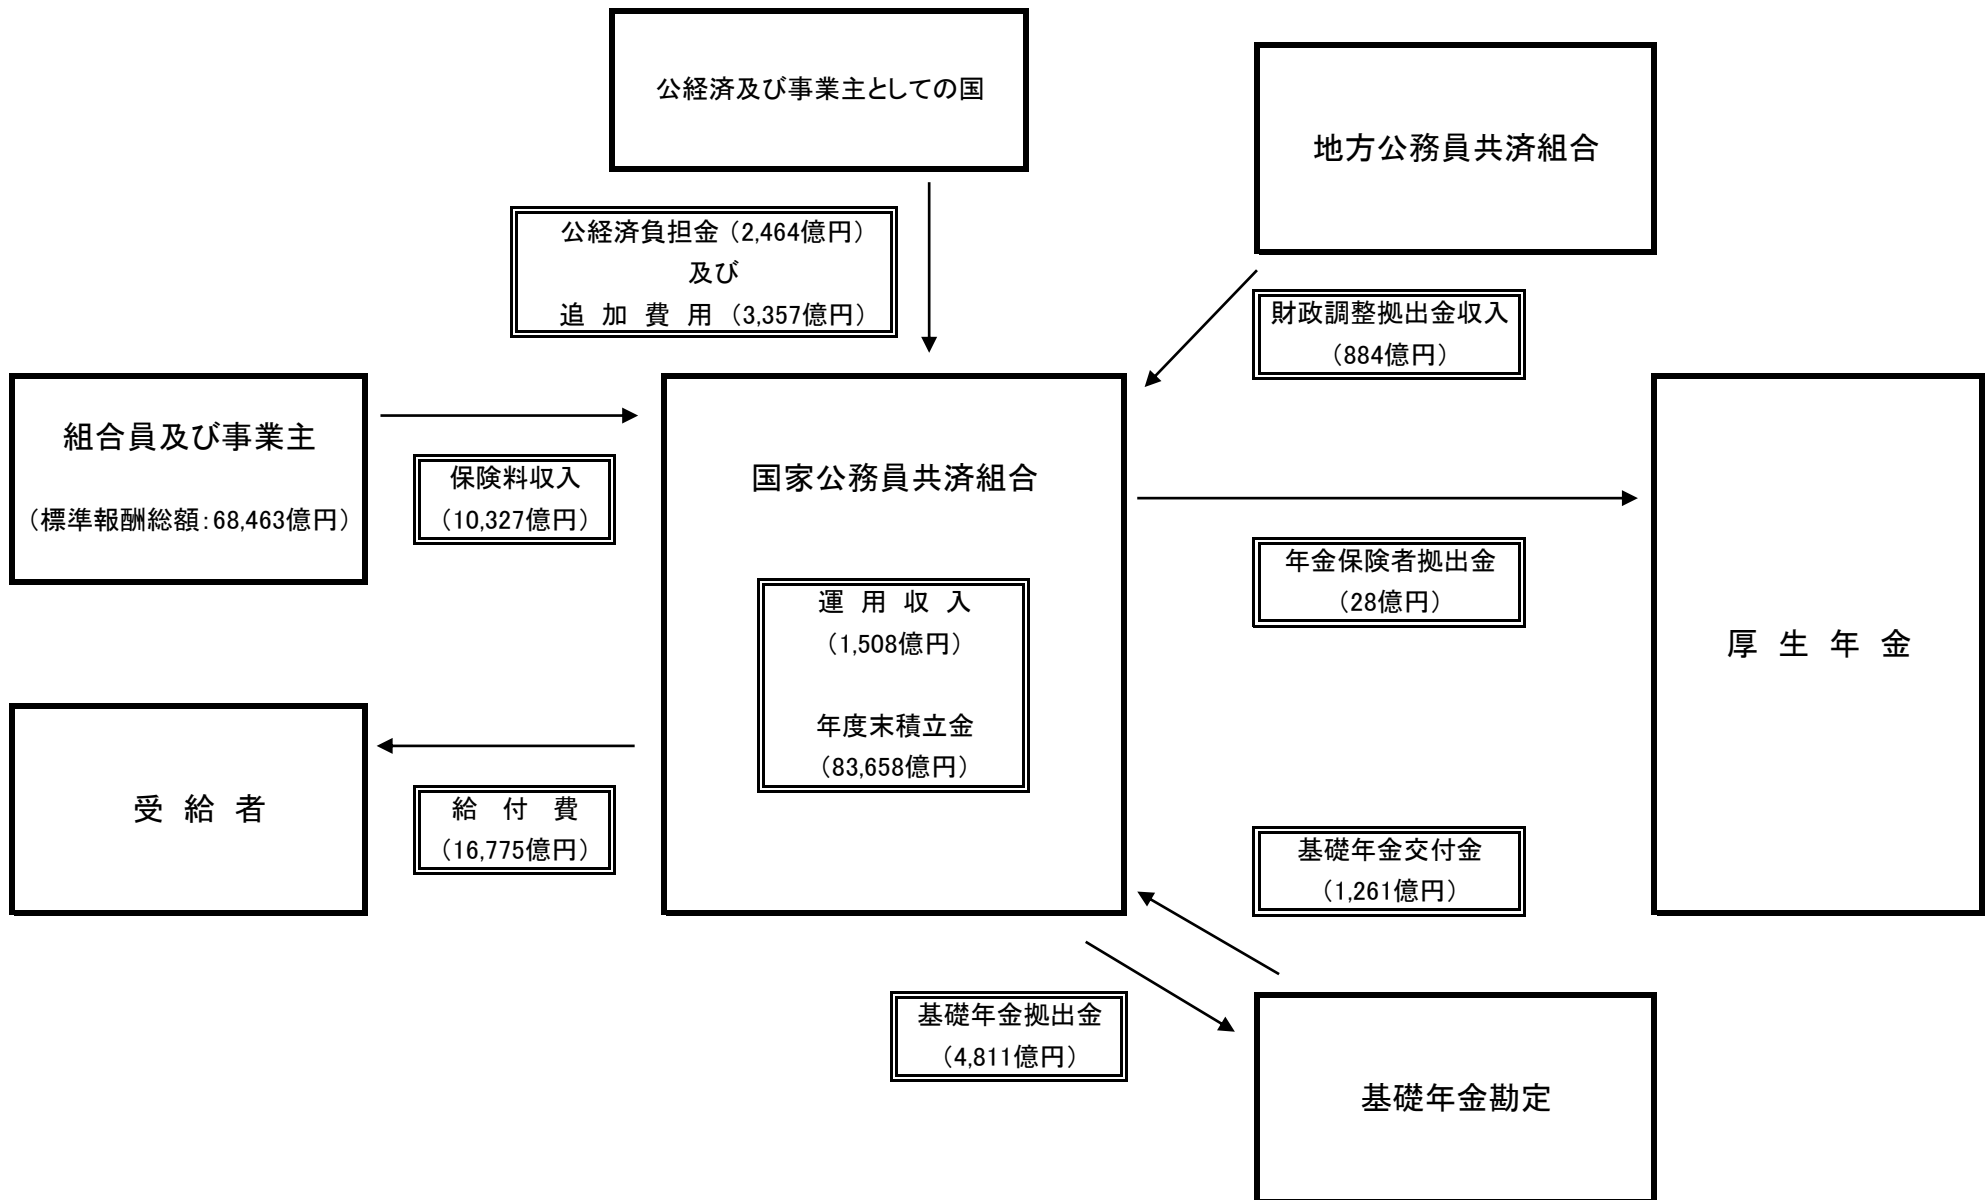 公経済及び事業主としての国
地方公務員共済組合
公経済負担金（2,464億円）
及び
追 加 費 用（3,357億円）
財政調整拠出金収入
（884億円）
組合員及び事業主
（標準報酬総額：68,463億円）
保険料収入
（10,327億円）
国家公務員共済組合
運 用 収 入
（1,508億円）
年度末積立金
（83,658億円）
年金保険者拠出金
（28億円）
厚 生 年 金
受 給 者
給 付 費
（16,775億円）
基礎年金交付金
（1,261億円）
基礎年金拠出金
（4,811億円）
基礎年金勘定